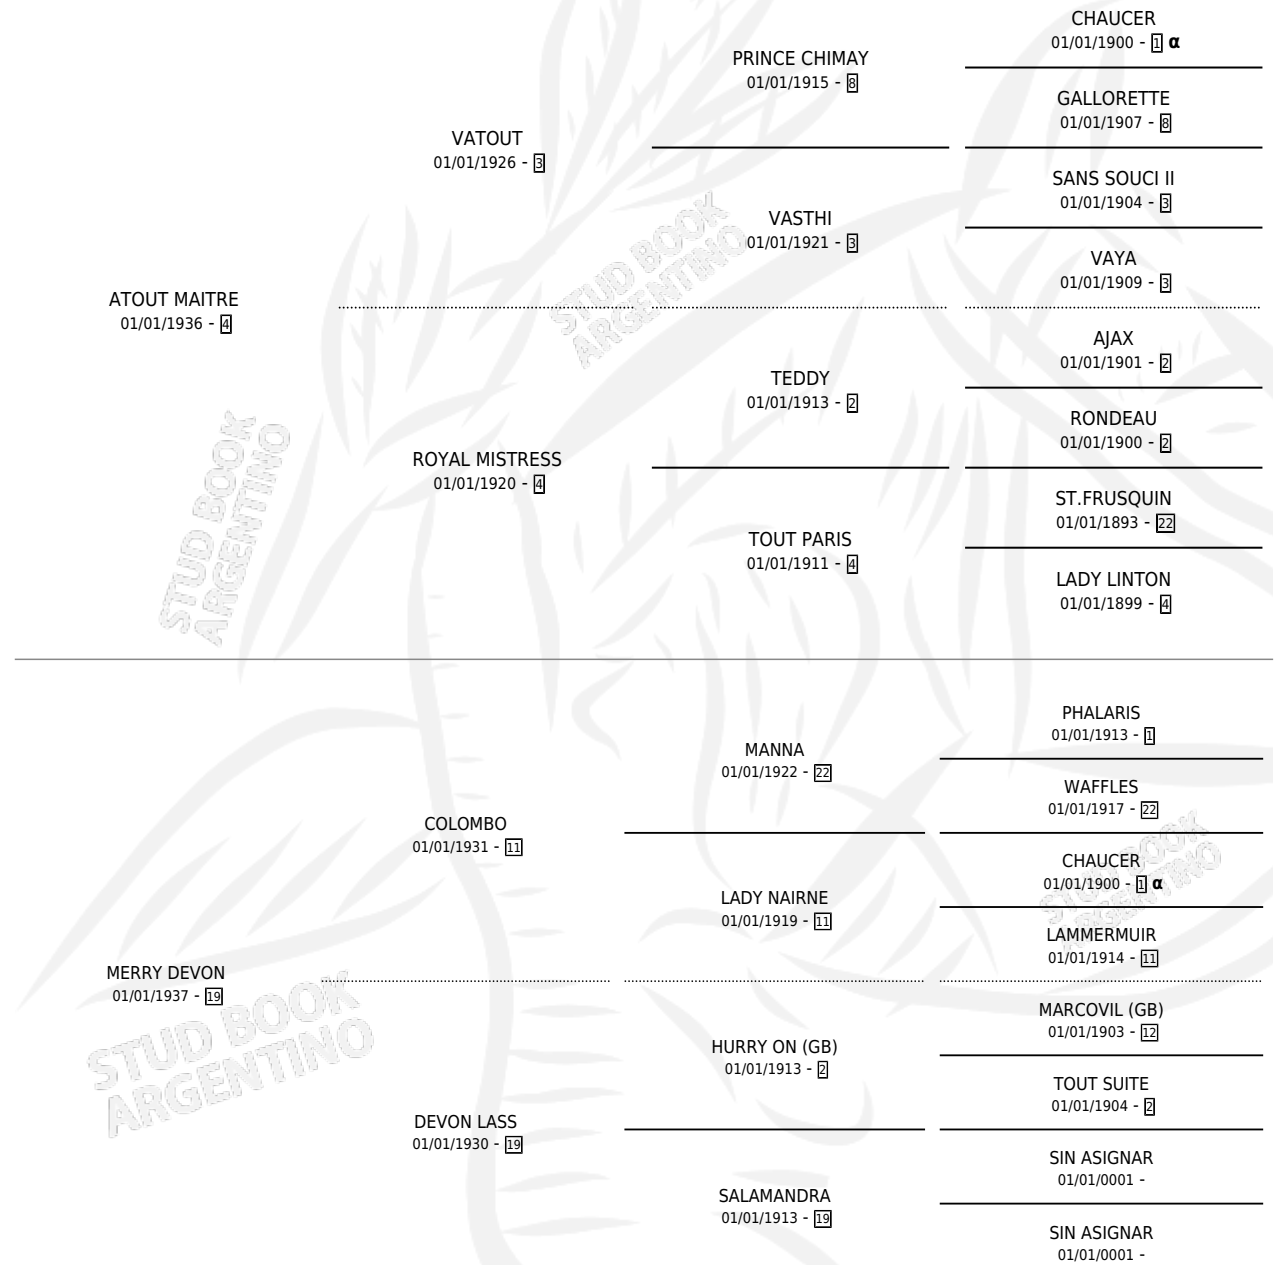 CHAUCER
01/01/1900 - 1 α
PRINCE CHIMAY
01/01/1915 - 8
GALLORETTE
01/01/1907 - 8
VATOUT
01/01/1926 - 3
SANS SOUCI II
01/01/1904 - 3
VASTHI
01/01/1921 - 3
VAYA
01/01/1909 - 3
ATOUT MAITRE
01/01/1936 - 4
AJAX
01/01/1901 - 2
TEDDY
01/01/1913 - 2
RONDEAU
01/01/1900 - 2
ROYAL MISTRESS
01/01/1920 - 4
ST.FRUSQUIN
01/01/1893 - 22
TOUT PARIS
01/01/1911 - 4
LADY LINTON
01/01/1899 - 4
PHALARIS
01/01/1913 - 1
MANNA
01/01/1922 - 22
WAFFLES
01/01/1917 - 22
COLOMBO
01/01/1931 - 11
CHAUCER
01/01/1900 - 1 α
LADY NAIRNE
01/01/1919 - 11
LAMMERMUIR
01/01/1914 - 11
MERRY DEVON
01/01/1937 - 19
MARCOVIL (GB)
01/01/1903 - 12
HURRY ON (GB)
01/01/1913 - 2
TOUT SUITE
01/01/1904 - 2
DEVON LASS
01/01/1930 - 19
SIN ASIGNAR
01/01/0001 -
SALAMANDRA
01/01/1913 - 19
SIN ASIGNAR
01/01/0001 -
STUD BOOK
ARGENTINO
STUD BOOK
ARGENTINO
STUD BOOK
ARGENTINO
STUD BOOK
ARGENTINO